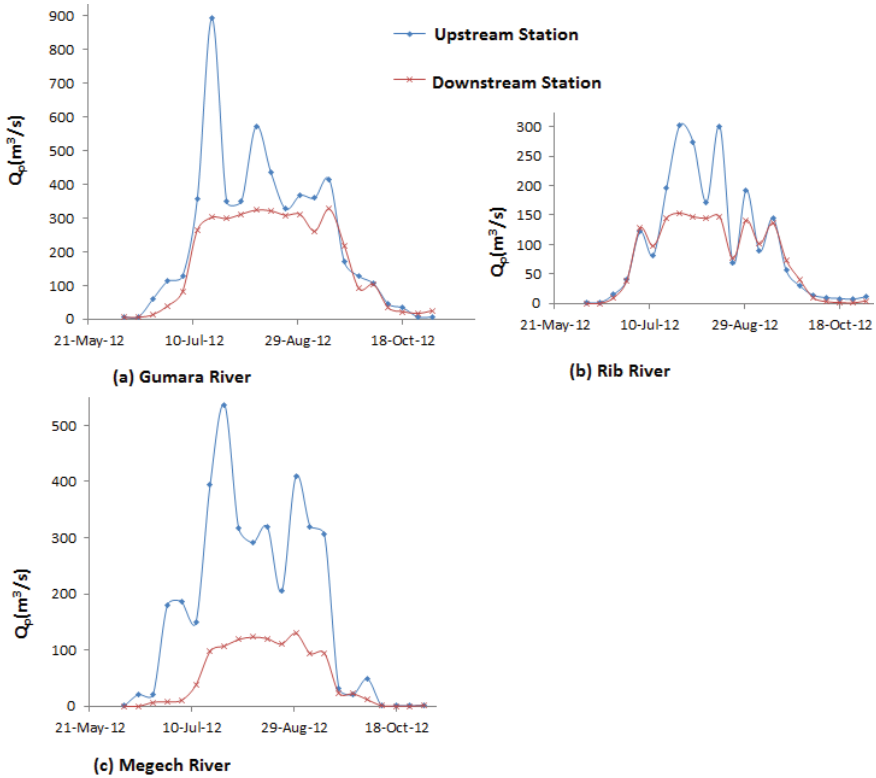 900
800
700
600
500
400
300
200
100
0
Qp(m³/s)
21-May-12 10-Jul-12 29-Aug-12 18-Oct-12
(a) Gumara River
Upstream Station
Downstream Station
300
250
200
150
100
50
0
Qp(m³/s)
21-May-12 10-Jul-12 29-Aug-12 18-Oct-12
(b) Rib River
500
400
300
200
100
0
Qp(m³/s)
21-May-12 10-Jul-12 29-Aug-12 18-Oct-12
(c) Megech River